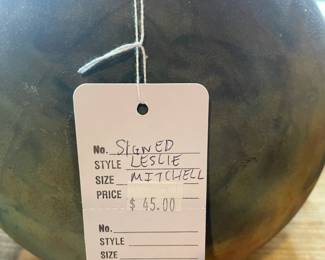 No. SIGNED
STYLE LESLIE
SIZE MITCHELL
PRICE
$ 45.00
No.
STYLE
SIZE